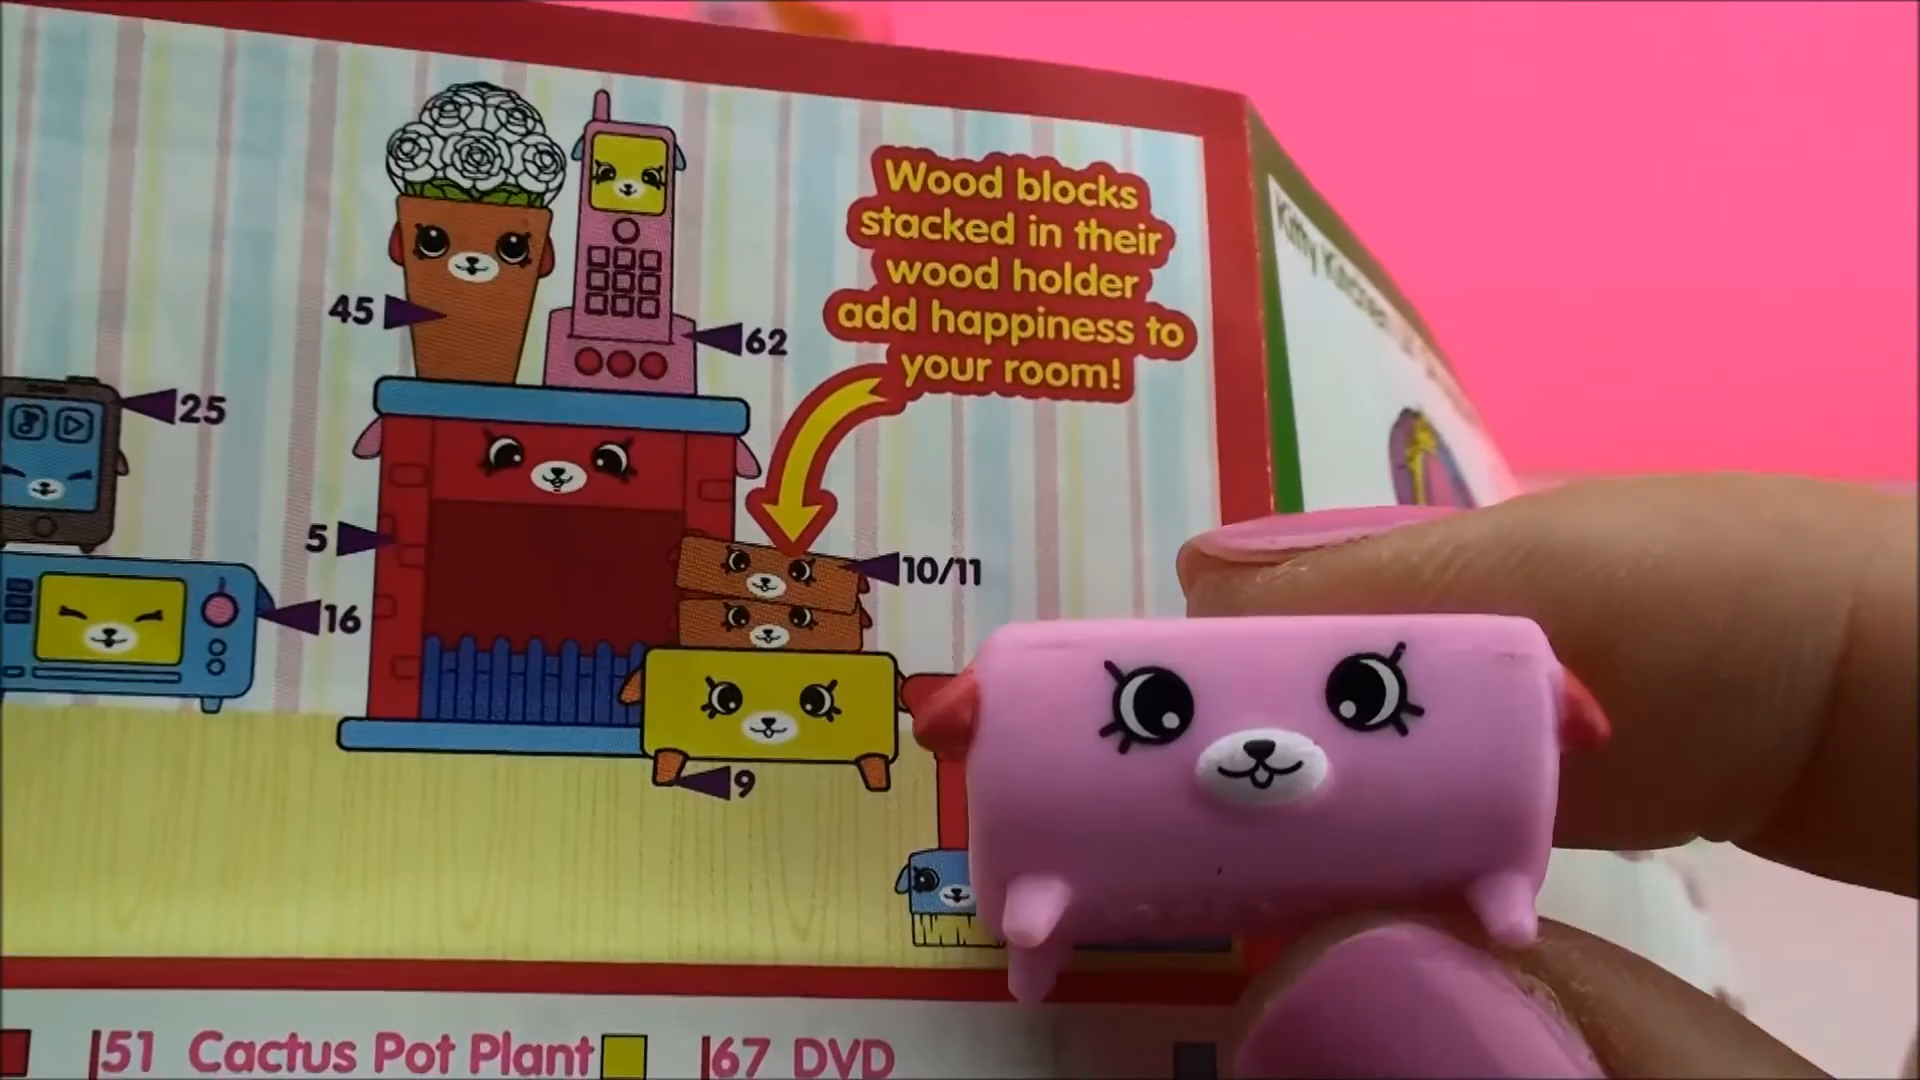 Wood blocks
stacked in their
wood holder
add happiness to
your room!
45
62
25
5
10/11
16
9
51 Cactus Pot Plant
67 DVD